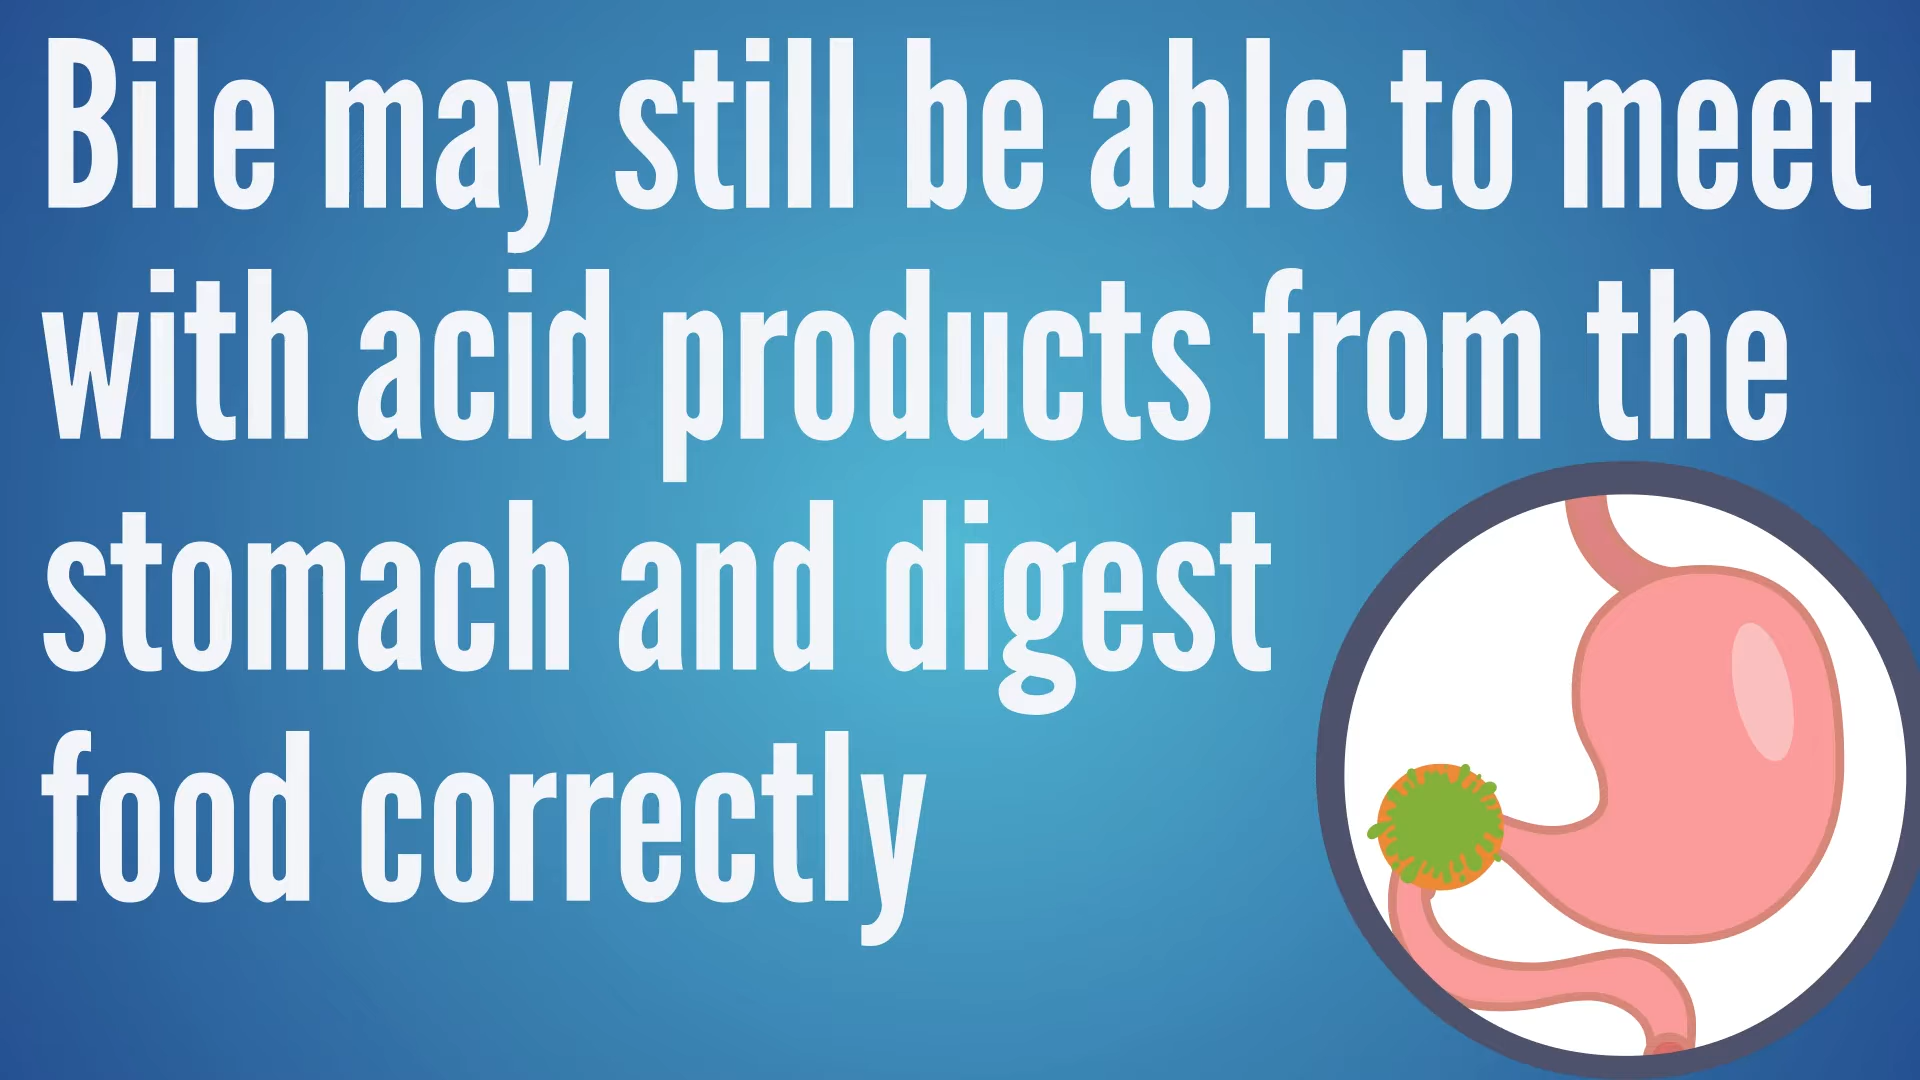 Bile may still be able to meet
with acid products from the
stomach and digest
food correctly